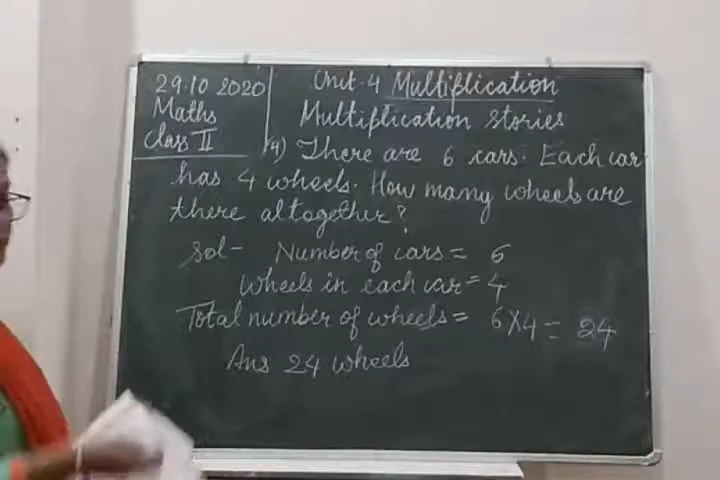 29.10 2020
Maths
Class II
Unit-4 Multiplication
Multiplication stories
4) There are 6 cars. Each car
has 4 wheels. How many wheels are
there altogether?
Sol- Number of cars = 6
Wheels in each car = 4
Total number of wheels = 6X4 = 24
Ans 24 wheels